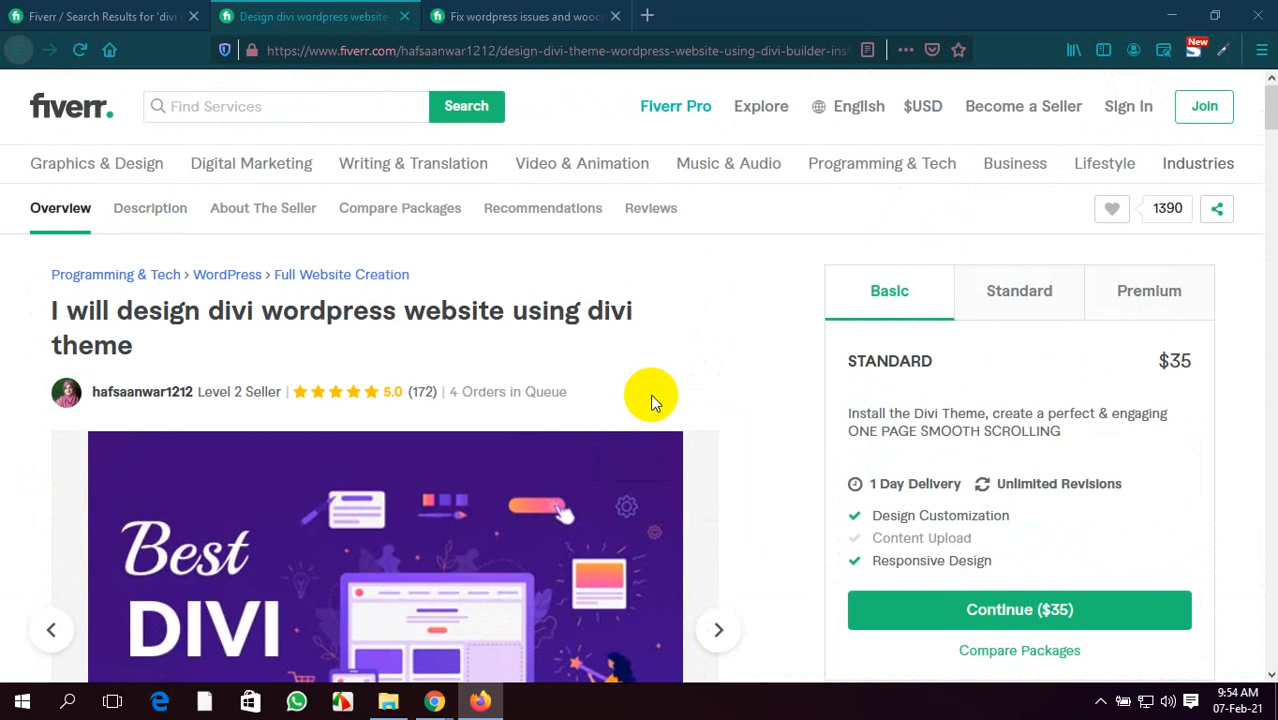 Fiverr / Search Results for 'divi
Design divi wordpress website
Fix wordpress issues and wooc
https://www.fiverr.com/hafsaanwar1212/design-divi-theme-wordpress-website-using-divi-builder-ins
New
fiverr.
Find Services
Search
Fiverr Pro
Explore
English
$USD
Become a Seller
Sign In
Join
Graphics & Design
Digital Marketing
Writing & Translation
Video & Animation
Music & Audio
Programming & Tech
Business
Lifestyle
Industries
Overview
Description
About The Seller
Compare Packages
Recommendations
Reviews
1390
Programming & Tech > WordPress > Full Website Creation
I will design divi wordpress website using divi
theme
hafsaanwar1212 Level 2 Seller | 5.0 (172) | 4 Orders in Queue
Best
DIVI
Basic
Standard
Premium
STANDARD
$35
Install the Divi Theme, create a perfect & engaging
ONE PAGE SMOOTH SCROLLING
1 Day Delivery
Unlimited Revisions
Design Customization
Content Upload
Responsive Design
Continue ($35)
Compare Packages
9:54 AM
07-Feb-21